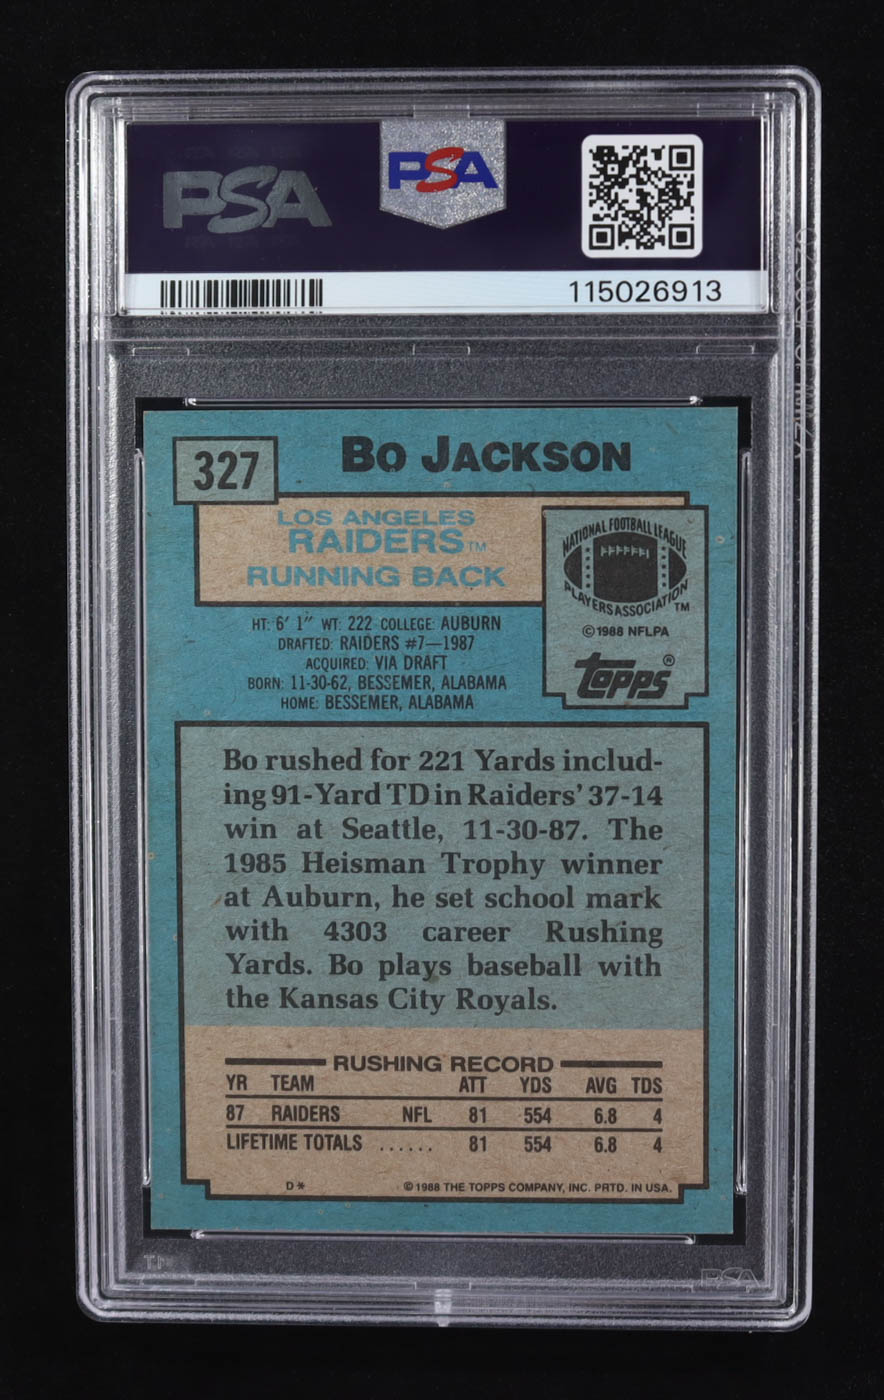 PSA
PSA
115026913
327
BO JACKSON
LOS ANGELES
RAIDERS TM
RUNNING BACK
NATIONAL FOOTBALL LEAGUE
PLAYERS ASSOCIATION TM
© 1988 NFLPA
topps®
HT: 6' 1" WT: 222 COLLEGE: AUBURN
DRAFTED: RAIDERS #7—1987
ACQUIRED: VIA DRAFT
BORN: 11-30-62, BESSEMER, ALABAMA
HOME: BESSEMER, ALABAMA
Bo rushed for 221 Yards includ-
ing 91-Yard TD in Raiders' 37-14
win at Seattle, 11-30-87. The
1985 Heisman Trophy winner
at Auburn, he set school mark
with 4303 career Rushing
Yards. Bo plays baseball with
the Kansas City Royals.
RUSHING RECORD
YR TEAM ATT YDS AVG TDS
87 RAIDERS NFL 81 554 6.8 4
LIFETIME TOTALS ...... 81 554 6.8 4
D* © 1988 THE TOPPS COMPANY, INC. PRTD. IN USA.
PSA